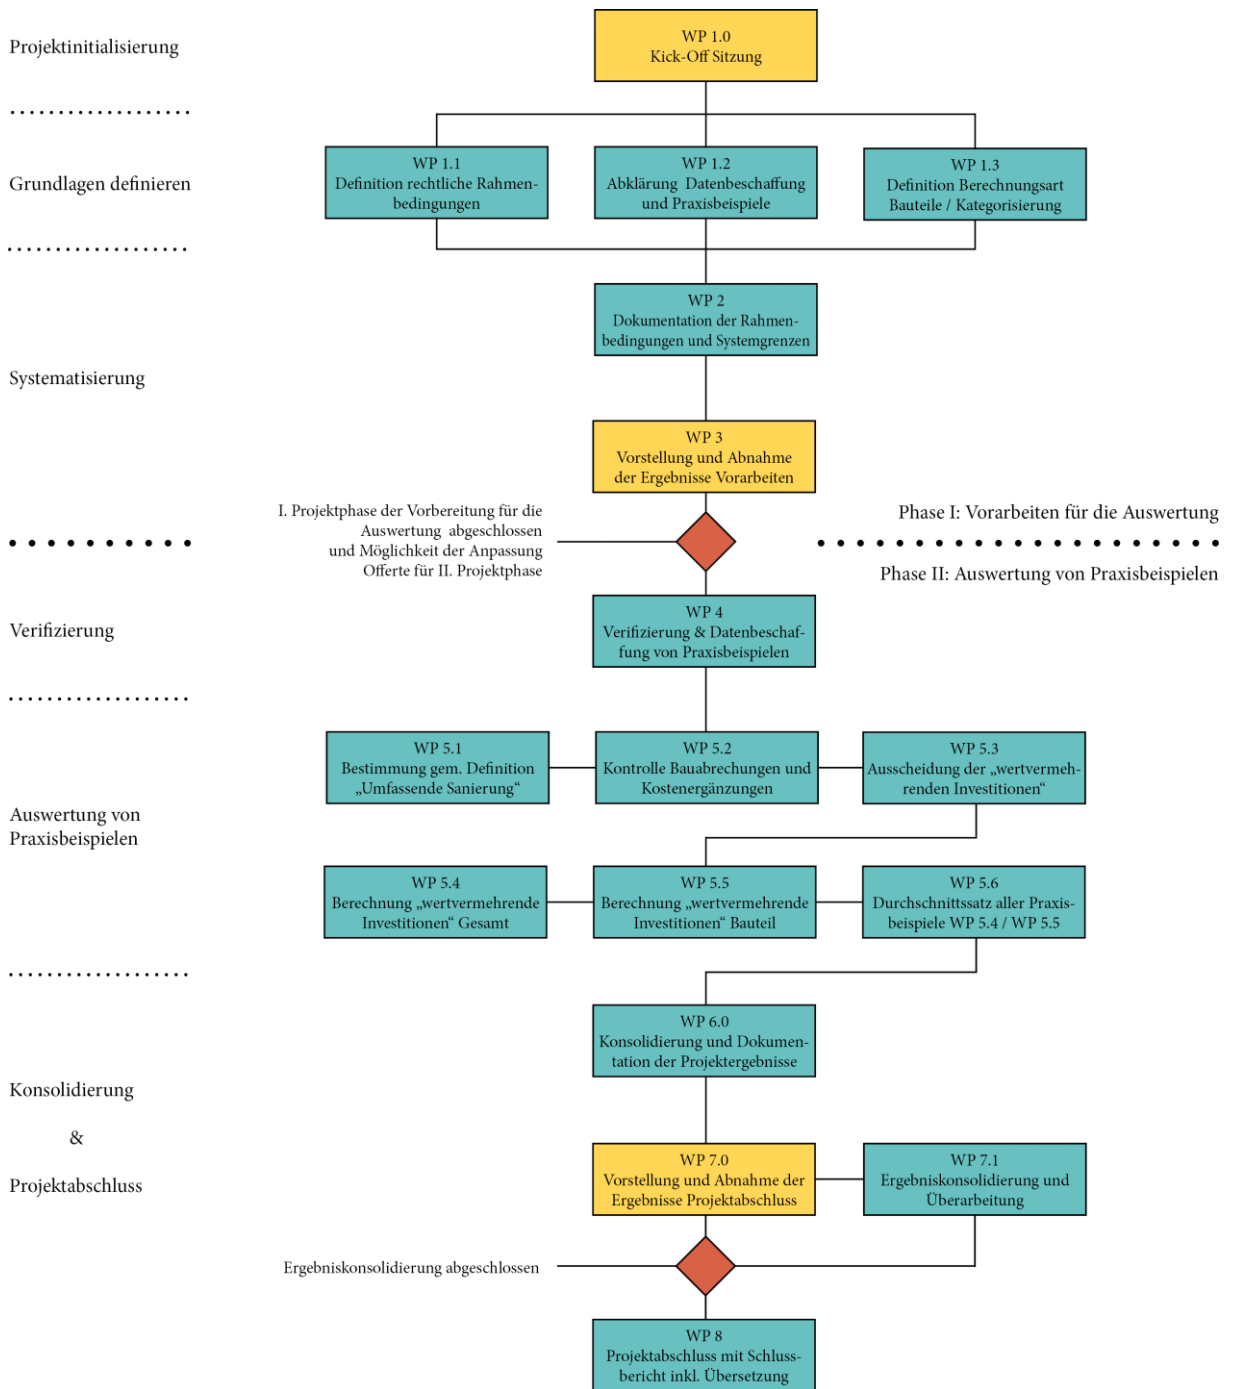 Projektinitialisierung
WP 1.0
Kick-Off Sitzung
Grundlagen definieren
WP 1.1
Definition rechtliche Rahmen-
bedingungen
WP 1.2
Abklärung Datenbeschaffung
und Praxisbeispiele
WP 1.3
Definition Berechnungsart
Bauteile / Kategorisierung
WP 2
Dokumentation der Rahmen-
bedingungen und Systemgrenzen
Systematisierung
WP 3
Vorstellung und Abnahme
der Ergebnisse Vorarbeiten
I. Projektphase der Vorbereitung für die
Auswertung abgeschlossen
und Möglichkeit der Anpassung
Offerte für II. Projektphase
Phase I: Vorarbeiten für die Auswertung
Phase II: Auswertung von Praxisbeispielen
Verifizierung
WP 4
Verifizierung & Datenbeschaf-
fung von Praxisbeispielen
WP 5.1
Bestimmung gem. Definition
„Umfassende Sanierung“
WP 5.2
Kontrolle Bauabrechungen und
Kostenergänzungen
WP 5.3
Ausscheidung der „wertvermeh-
renden Investitionen“
Auswertung von
Praxisbeispielen
WP 5.4
Berechnung „wertvermehrende
Investitionen“ Gesamt
WP 5.5
Berechnung „wertvermehrende
Investitionen“ Bauteil
WP 5.6
Durchschnittssatz aller Praxis-
beispiele WP 5.4 / WP 5.5
WP 6.0
Konsolidierung und Dokumen-
tation der Projektergebnisse
Konsolidierung
&
Projektabschluss
WP 7.0
Vorstellung und Abnahme der
Ergebnisse Projektabschluss
WP 7.1
Ergebniskonsolidierung und
Überarbeitung
Ergebiskonsolidierung abgeschlossen
WP 8
Projektabschluss mit Schluss-
bericht inkl. Übersetzung